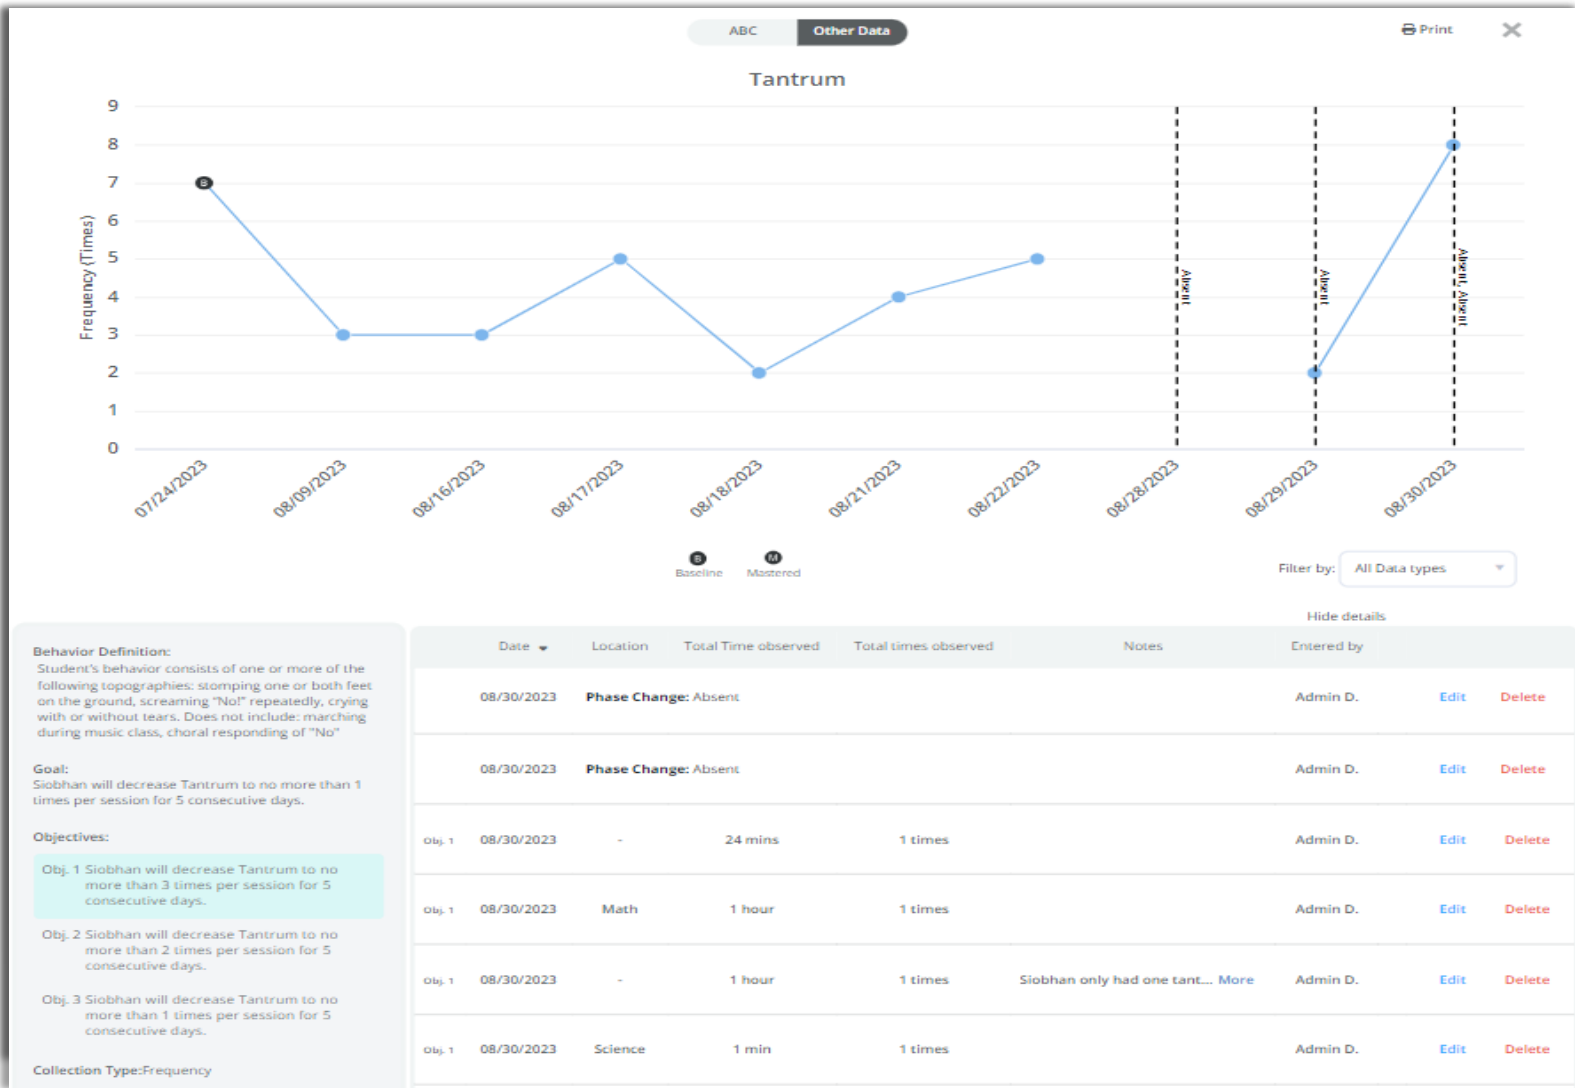 ABC
Other Data
Print
Tantrum
9
8
7
6
5
4
3
2
1
0
Frequency (Times)
B
Absent
Absent
Absent, Absent
07/24/2023
08/09/2023
08/16/2023
08/17/2023
08/18/2023
08/21/2023
08/22/2023
08/28/2023
08/29/2023
08/30/2023
B
Baseline
M
Mastered
Filter by: All Data types
Hide details
Behavior Definition:
Student's behavior consists of one or more of the
following topographies: stomping one or both feet
on the ground, screaming "No!" repeatedly, crying
with or without tears. Does not include: marching
during music class, choral responding of "No"
Goal:
Siobhan will decrease Tantrum to no more than 1
times per session for 5 consecutive days.
Objectives:
Obj. 1 Siobhan will decrease Tantrum to no
more than 3 times per session for 5
consecutive days.
Obj. 2 Siobhan will decrease Tantrum to no
more than 2 times per session for 5
consecutive days.
Obj. 3 Siobhan will decrease Tantrum to no
more than 1 times per session for 5
consecutive days.
Collection Type:Frequency
Date Location Total Time observed Total times observed Notes Entered by
08/30/2023 Phase Change: Absent Admin D. Edit Delete
08/30/2023 Phase Change: Absent Admin D. Edit Delete
Obj. 1 08/30/2023 - 24 mins 1 times Admin D. Edit Delete
Obj. 1 08/30/2023 Math 1 hour 1 times Admin D. Edit Delete
Obj. 1 08/30/2023 - 1 hour 1 times Siobhan only had one tant... More Admin D. Edit Delete
Obj. 1 08/30/2023 Science 1 min 1 times Admin D. Edit Delete